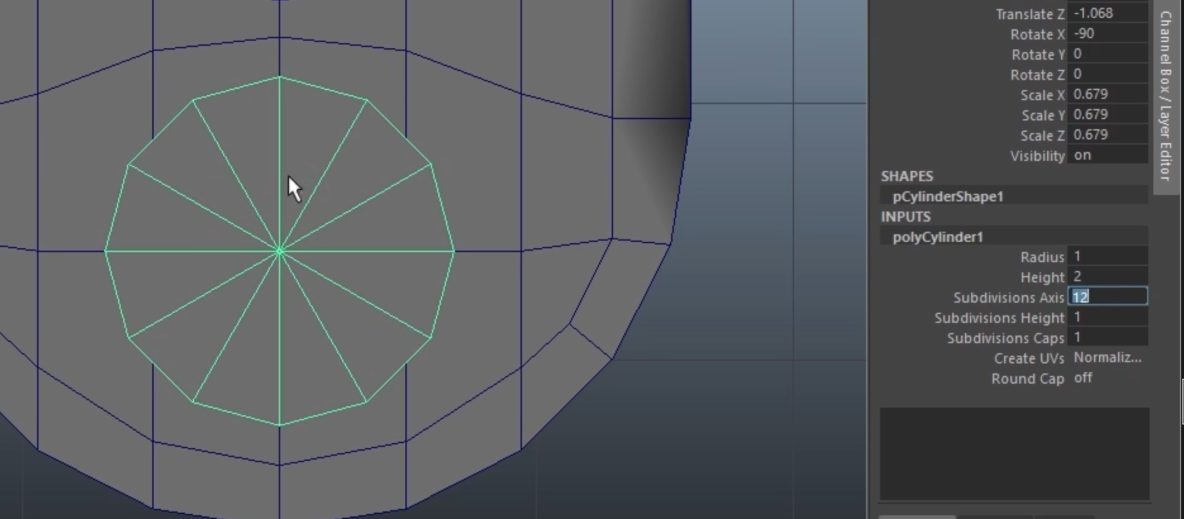 Translate Z -1.068
Rotate X -90
Rotate Y 0
Rotate Z 0
Scale X 0.679
Scale Y 0.679
Scale Z 0.679
Visibility on
SHAPES
pCylinderShape1
INPUTS
polyCylinder1
Radius 1
Height 2
Subdivisions Axis 12
Subdivisions Height 1
Subdivisions Caps 1
Create UVs Normaliz...
Round Cap off
Channel Box / Layer Editor